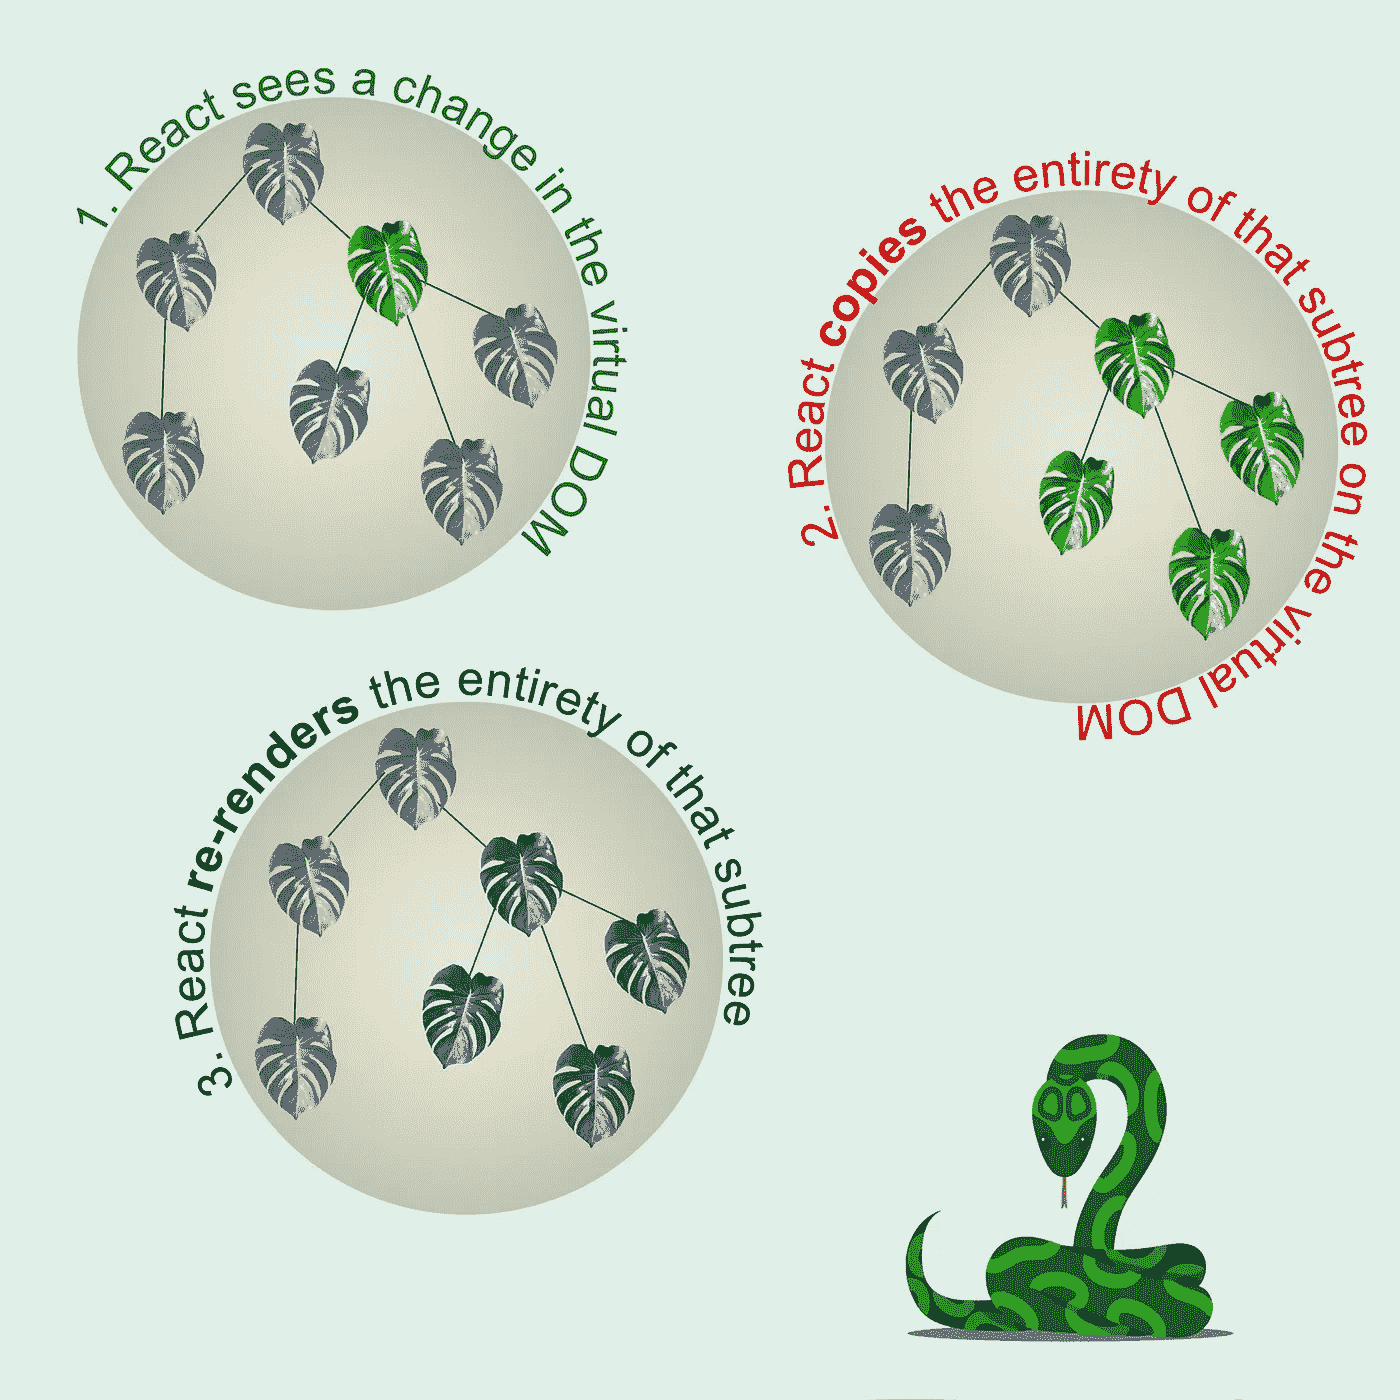 1. React sees a change in the virtual DOM
2. React copies the entirety of that subtree on the virtual DOM
3. React re-renders the entirety of that subtree